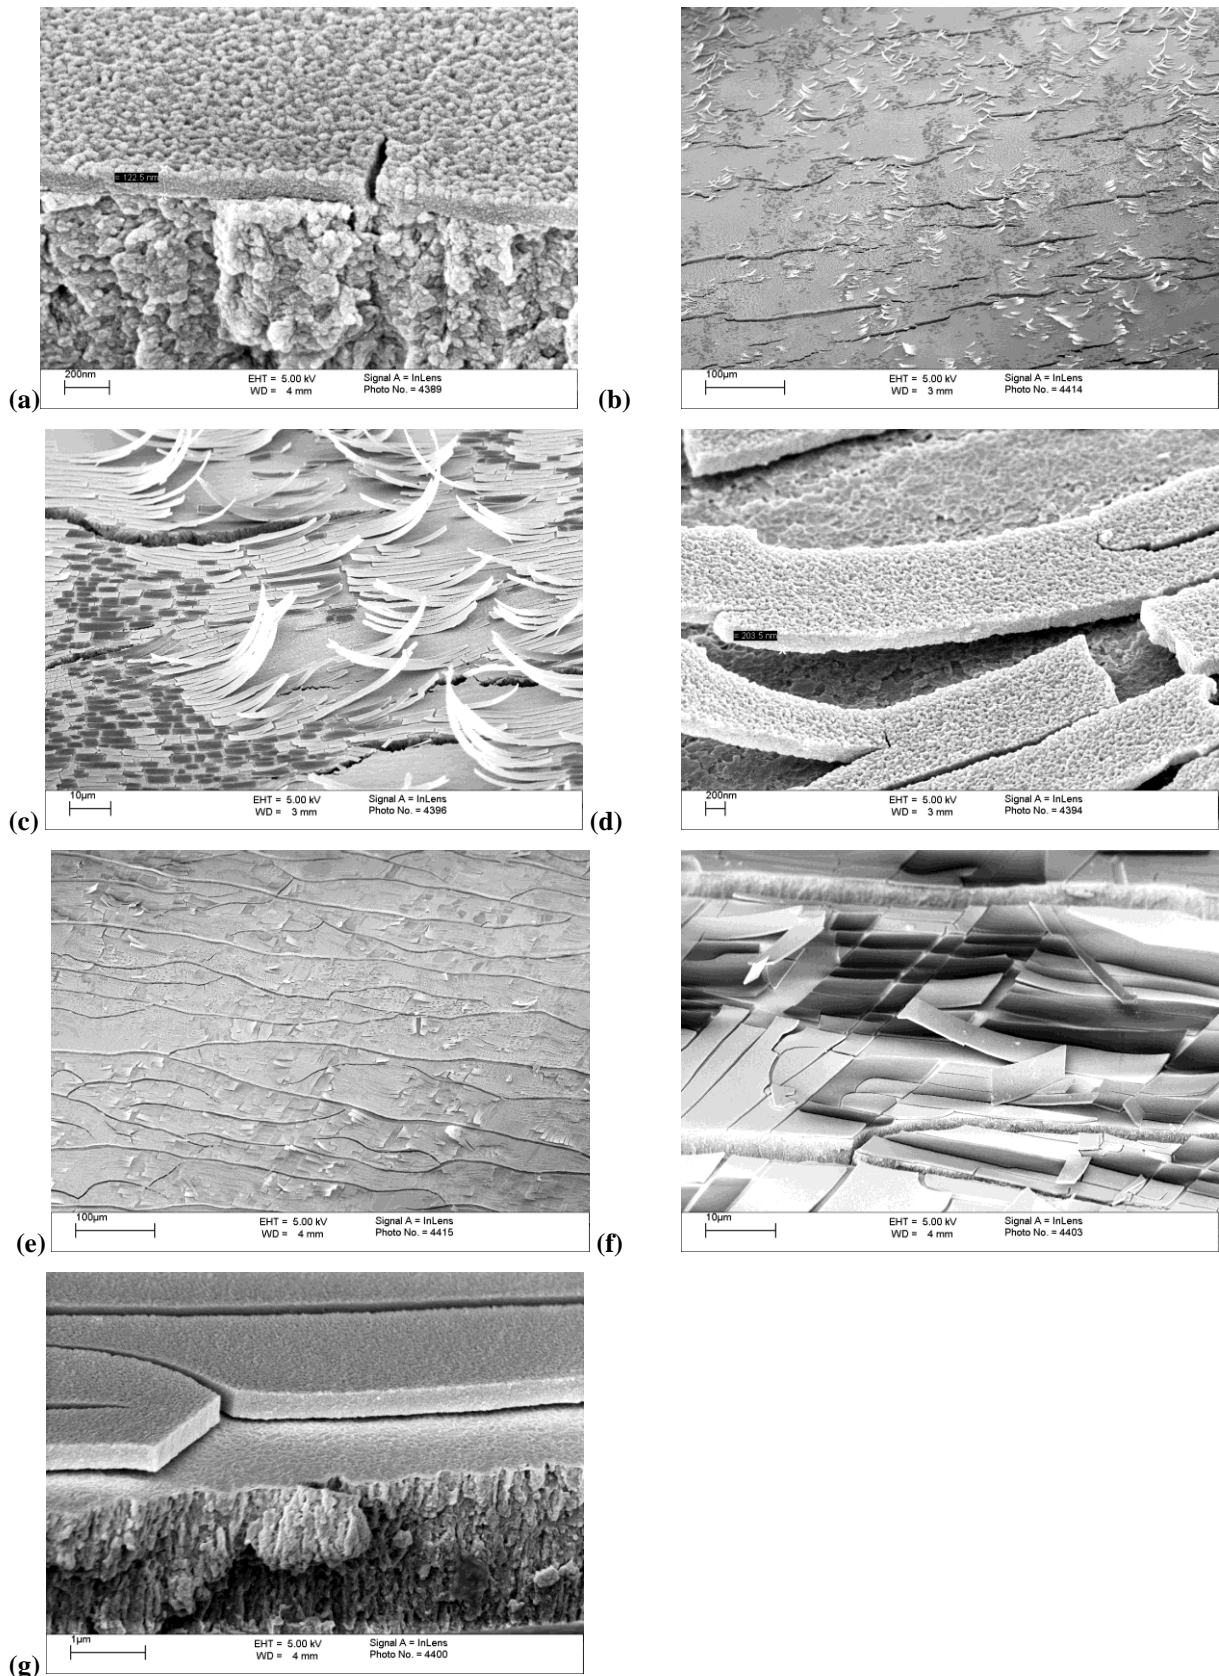 = 122.5 nm
200nm
EHT = 5.00 kV
WD = 4 mm
Signal A = InLens
Photo No. = 4389
(a)
100µm
EHT = 5.00 kV
WD = 3 mm
Signal A = InLens
Photo No. = 4414
(b)
10µm
EHT = 5.00 kV
WD = 3 mm
Signal A = InLens
Photo No. = 4396
(c)
= 203.5 nm
200nm
EHT = 5.00 kV
WD = 3 mm
Signal A = InLens
Photo No. = 4394
(d)
100µm
EHT = 5.00 kV
WD = 4 mm
Signal A = InLens
Photo No. = 4415
(e)
10µm
EHT = 5.00 kV
WD = 4 mm
Signal A = InLens
Photo No. = 4403
(f)
1µm
EHT = 5.00 kV
WD = 4 mm
Signal A = InLens
Photo No. = 4400
(g)